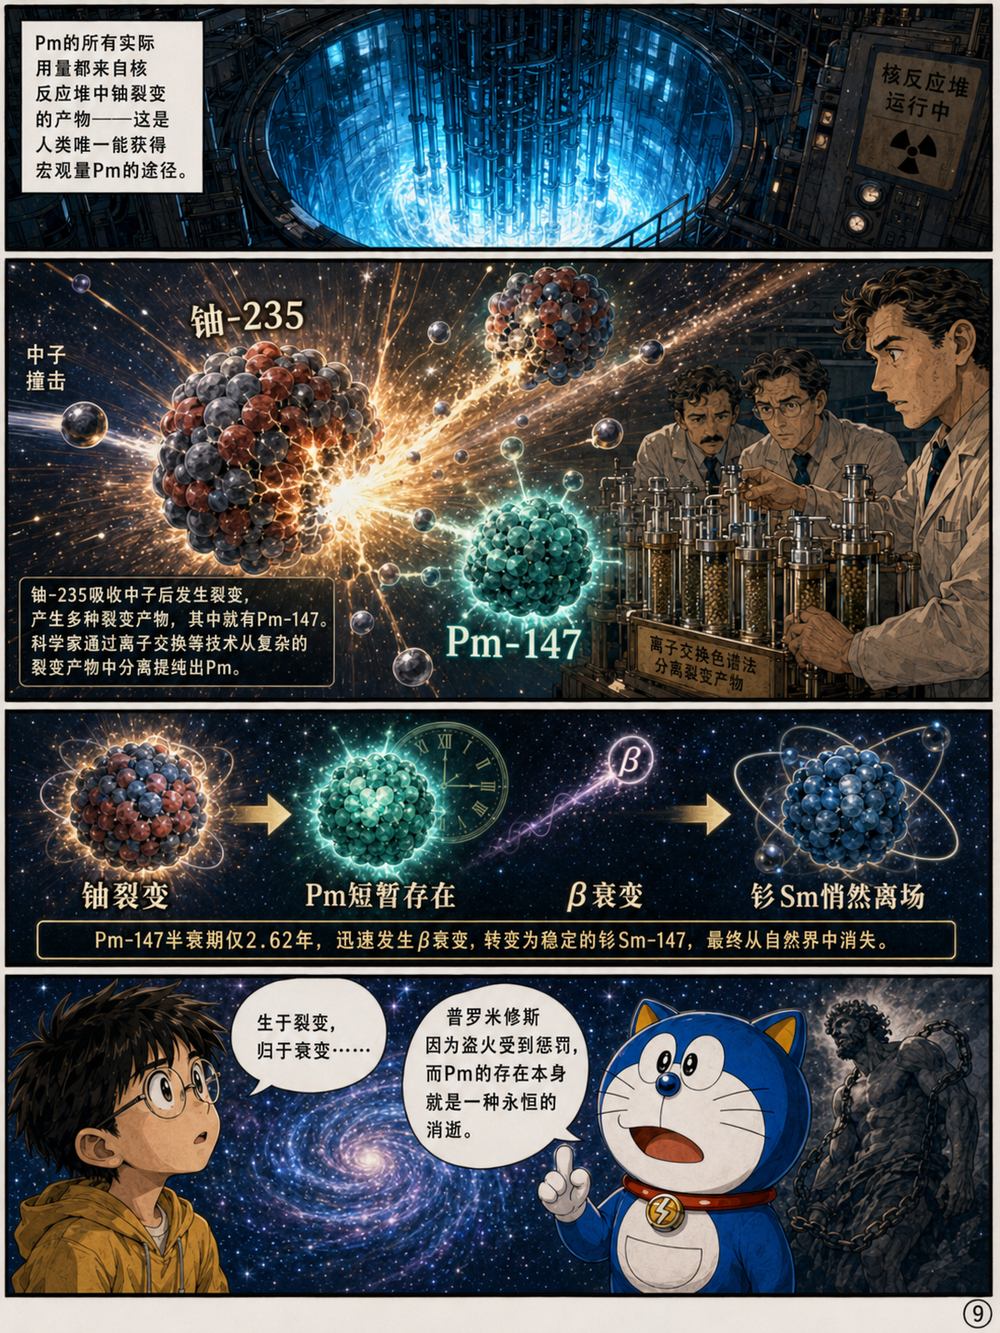 Pm的所有实际
用量都来自核
反应堆中铀裂变
的产物——这是
人类唯一能获得
宏观量Pm的途径。
核反应堆
运行中
铀-235
中子
撞击
铀-235吸收中子后发生裂变,
产生多种裂变产物，其中就有Pm-147。
科学家通过离子交换等技术从复杂的
裂变产物中分离提纯出Pm。
Pm-147
离子交换色谱法
分离裂变产物
XII
I
II
III
IIII
XI
β
铀裂变
Pm短暂存在
β衰变
钐Sm悄然离场
Pm-147半衰期仅2.62年，迅速发生β衰变, 转变为稳定的钐Sm-147，最终从自然界中消失。
生于裂变，
归于衰变……
普罗米修斯
因为盗火受到惩罚,
而Pm的存在本身
就是一种永恒的
消逝。
9